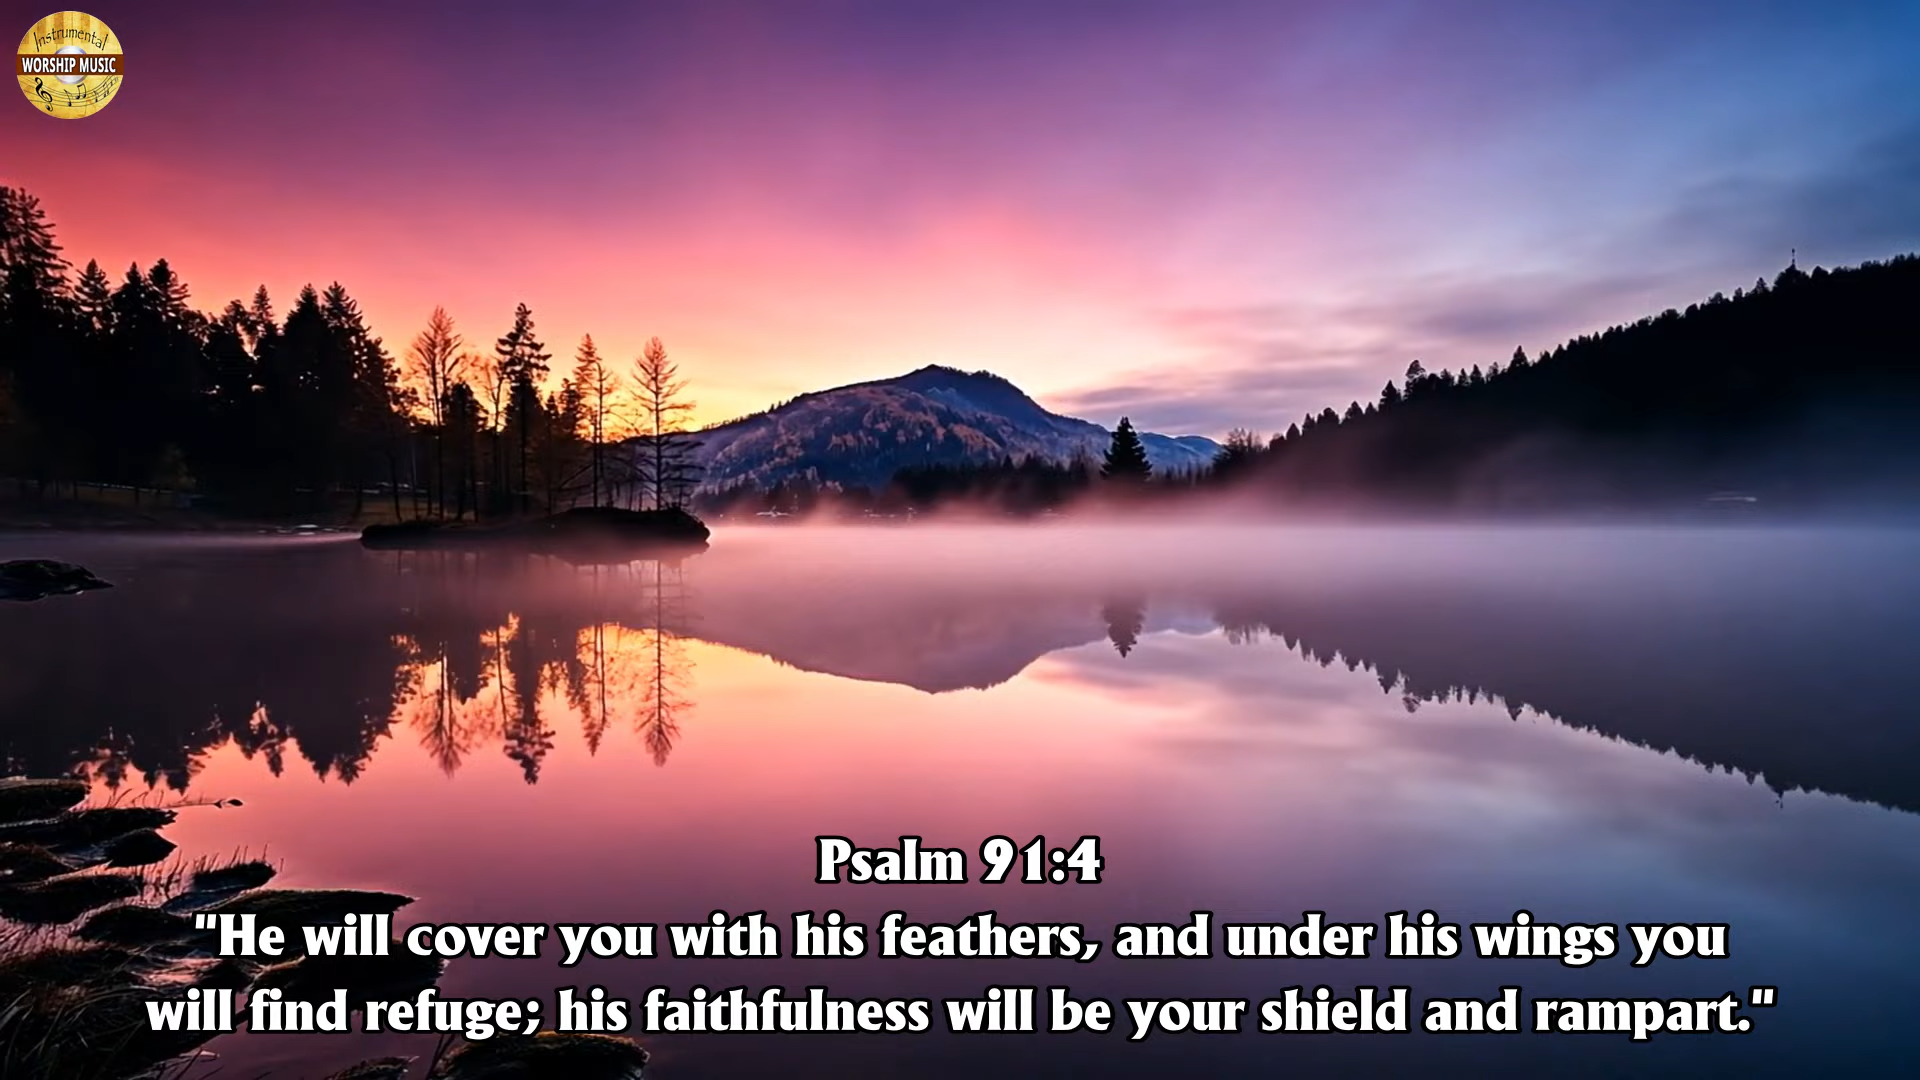 Instrumental
WORSHIP MUSIC
Psalm 91:4
"He will cover you with his feathers, and under his wings you
will find refuge; his faithfulness will be your shield and rampart."